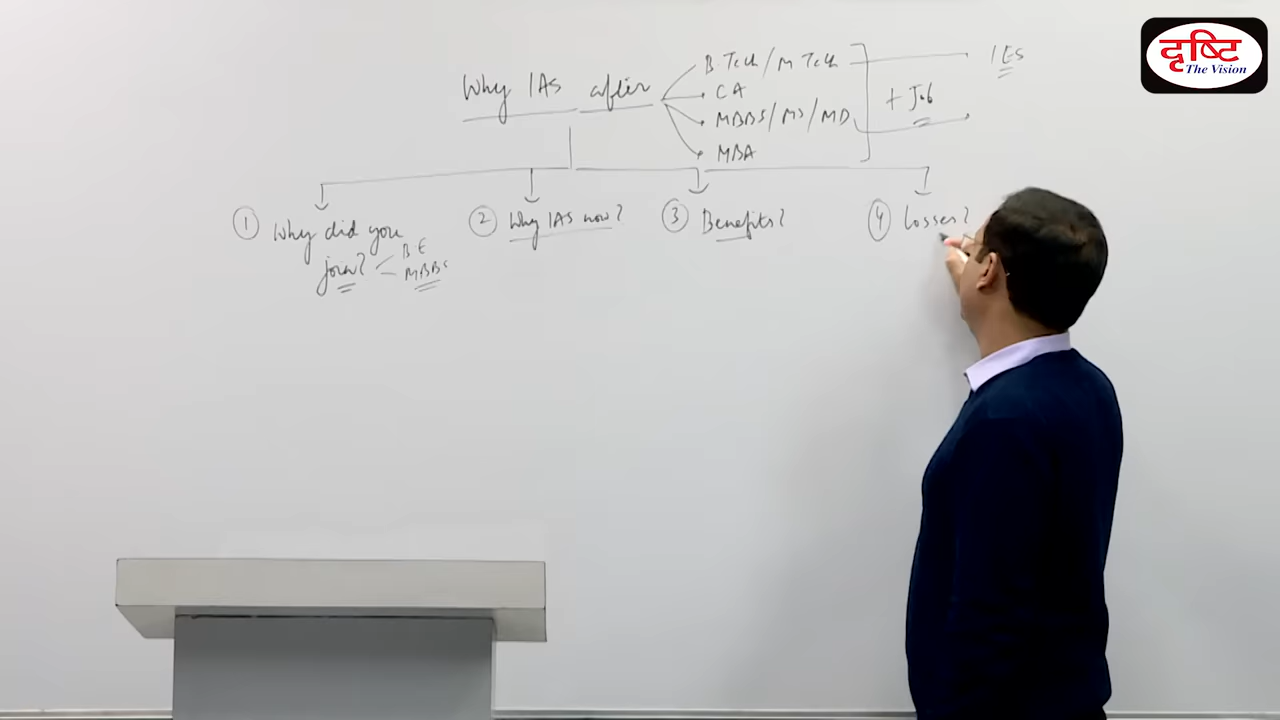 दृष्टि
The Vision
Why IAS after
B Tech / M Tech
CA
MBBS / MS / MD
MBA
+ Job
IES
① Why did you
join?
BE
MBBS
② Why IAS now?
③ Benefits?
④ Losses?